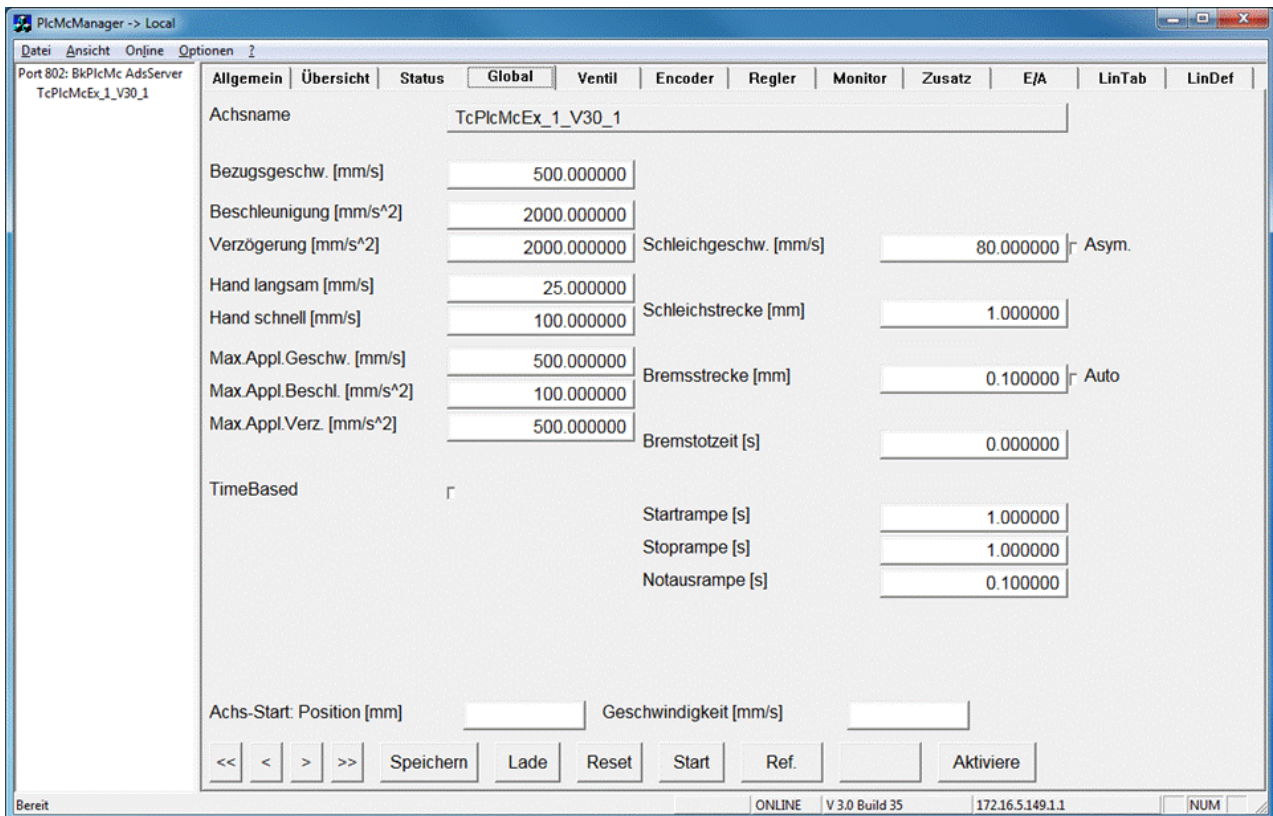 PlcMcManager -> Local
Datei Ansicht Online Optionen ?
Port 802: BkPlcMc AdsServer
TcPlcMcEx_1_V30_1
Allgemein Übersicht Status Global Ventil Encoder Regler Monitor Zusatz E/A LinTab LinDef
Achsname TcPlcMcEx_1_V30_1
Bezugsgeschw. [mm/s] 500.000000
Beschleunigung [mm/s^2] 2000.000000
Verzögerung [mm/s^2] 2000.000000 Schleichgeschw. [mm/s] 80.000000 Asym.
Hand langsam [mm/s] 25.000000
Hand schnell [mm/s] 100.000000 Schleichstrecke [mm] 1.000000
Max.Appl.Geschw. [mm/s] 500.000000
Max.Appl.Beschl. [mm/s^2] 100.000000 Bremsstrecke [mm] 0.100000 Auto
Max.Appl.Verz. [mm/s^2] 500.000000
Bremstotzeit [s] 0.000000
TimeBased
Startrampe [s] 1.000000
Stoprampe [s] 1.000000
Notausrampe [s] 0.100000
Achs-Start: Position [mm] Geschwindigkeit [mm/s]
<< < > >> Speichern Lade Reset Start Ref. Aktiviere
Bereit ONLINE V 3.0 Build 35 172.16.5.149.1.1 NUM